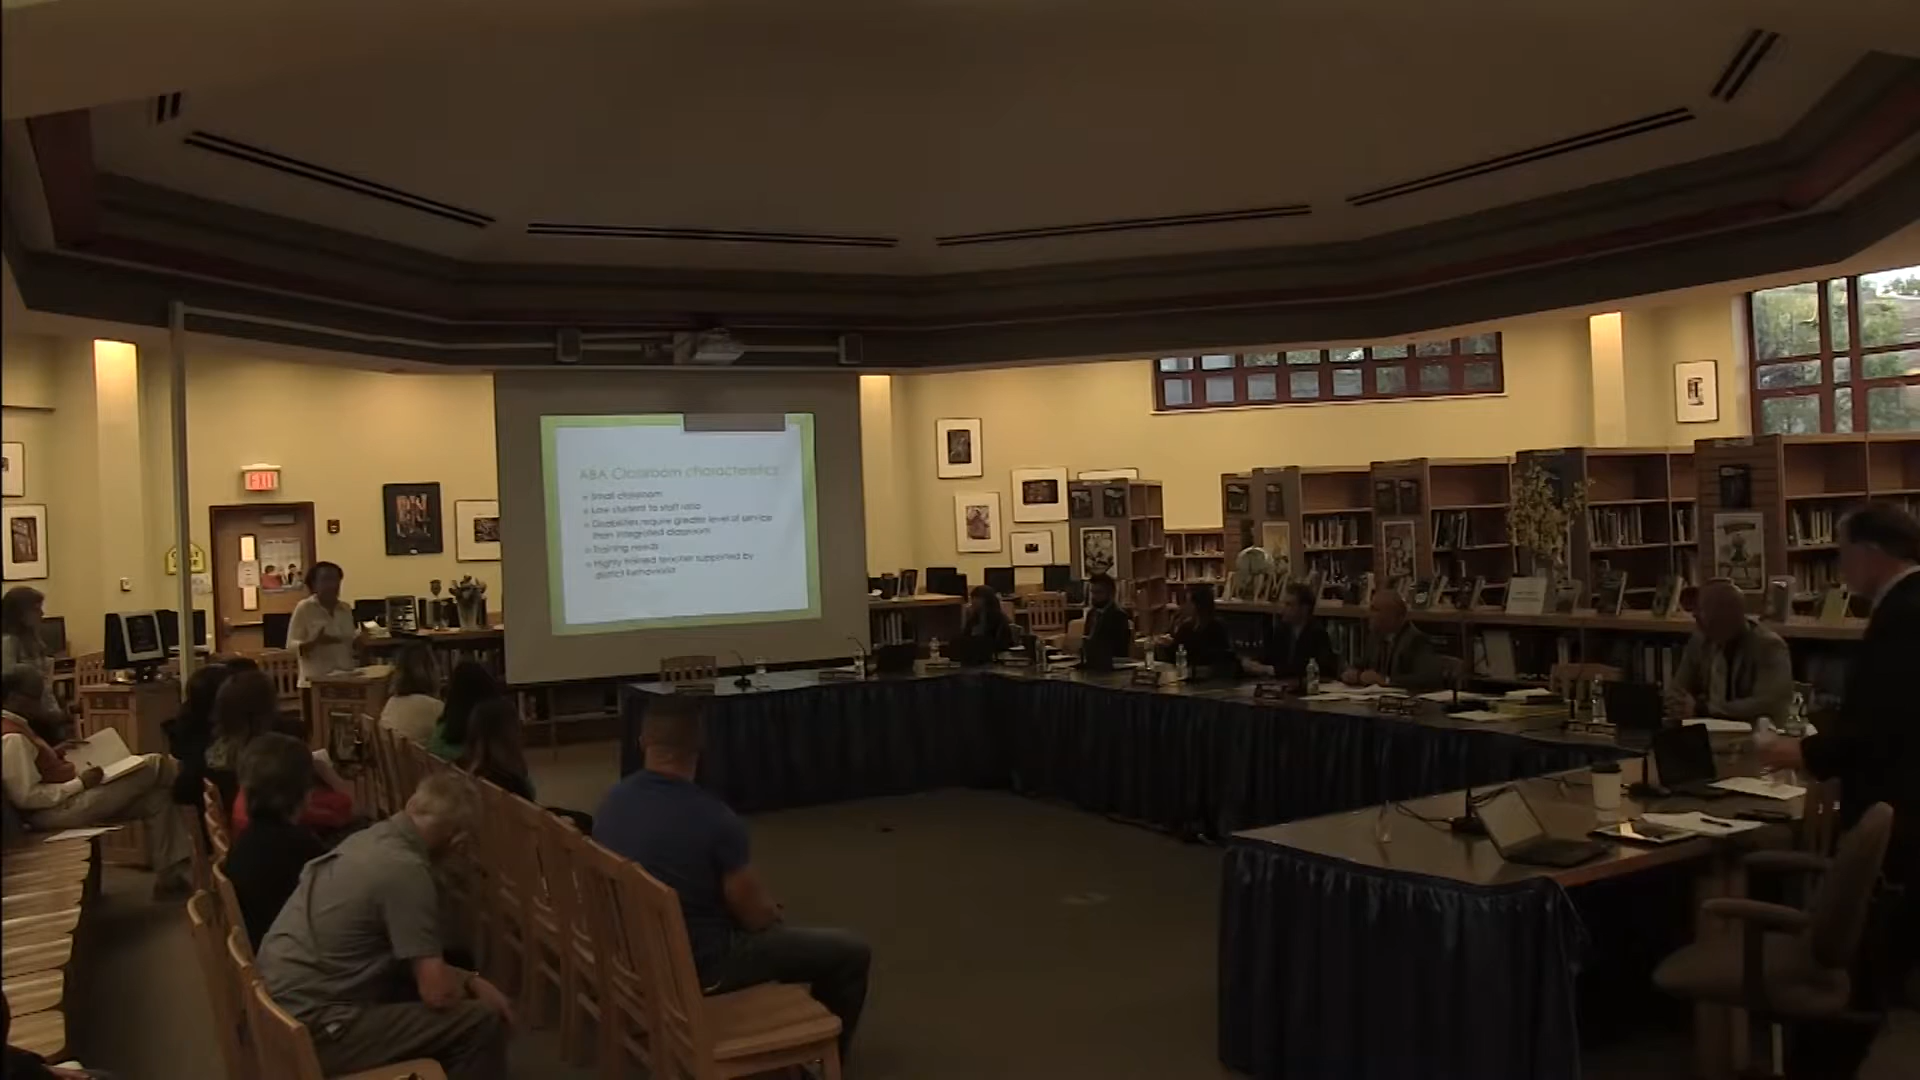 ABA Classroom characteristics
Small classroom
Low student to staff ratio
Disabilities require greater level of service
than integrated classroom
Training needs
Highly trained teacher supported by
district behaviorist
EXIT